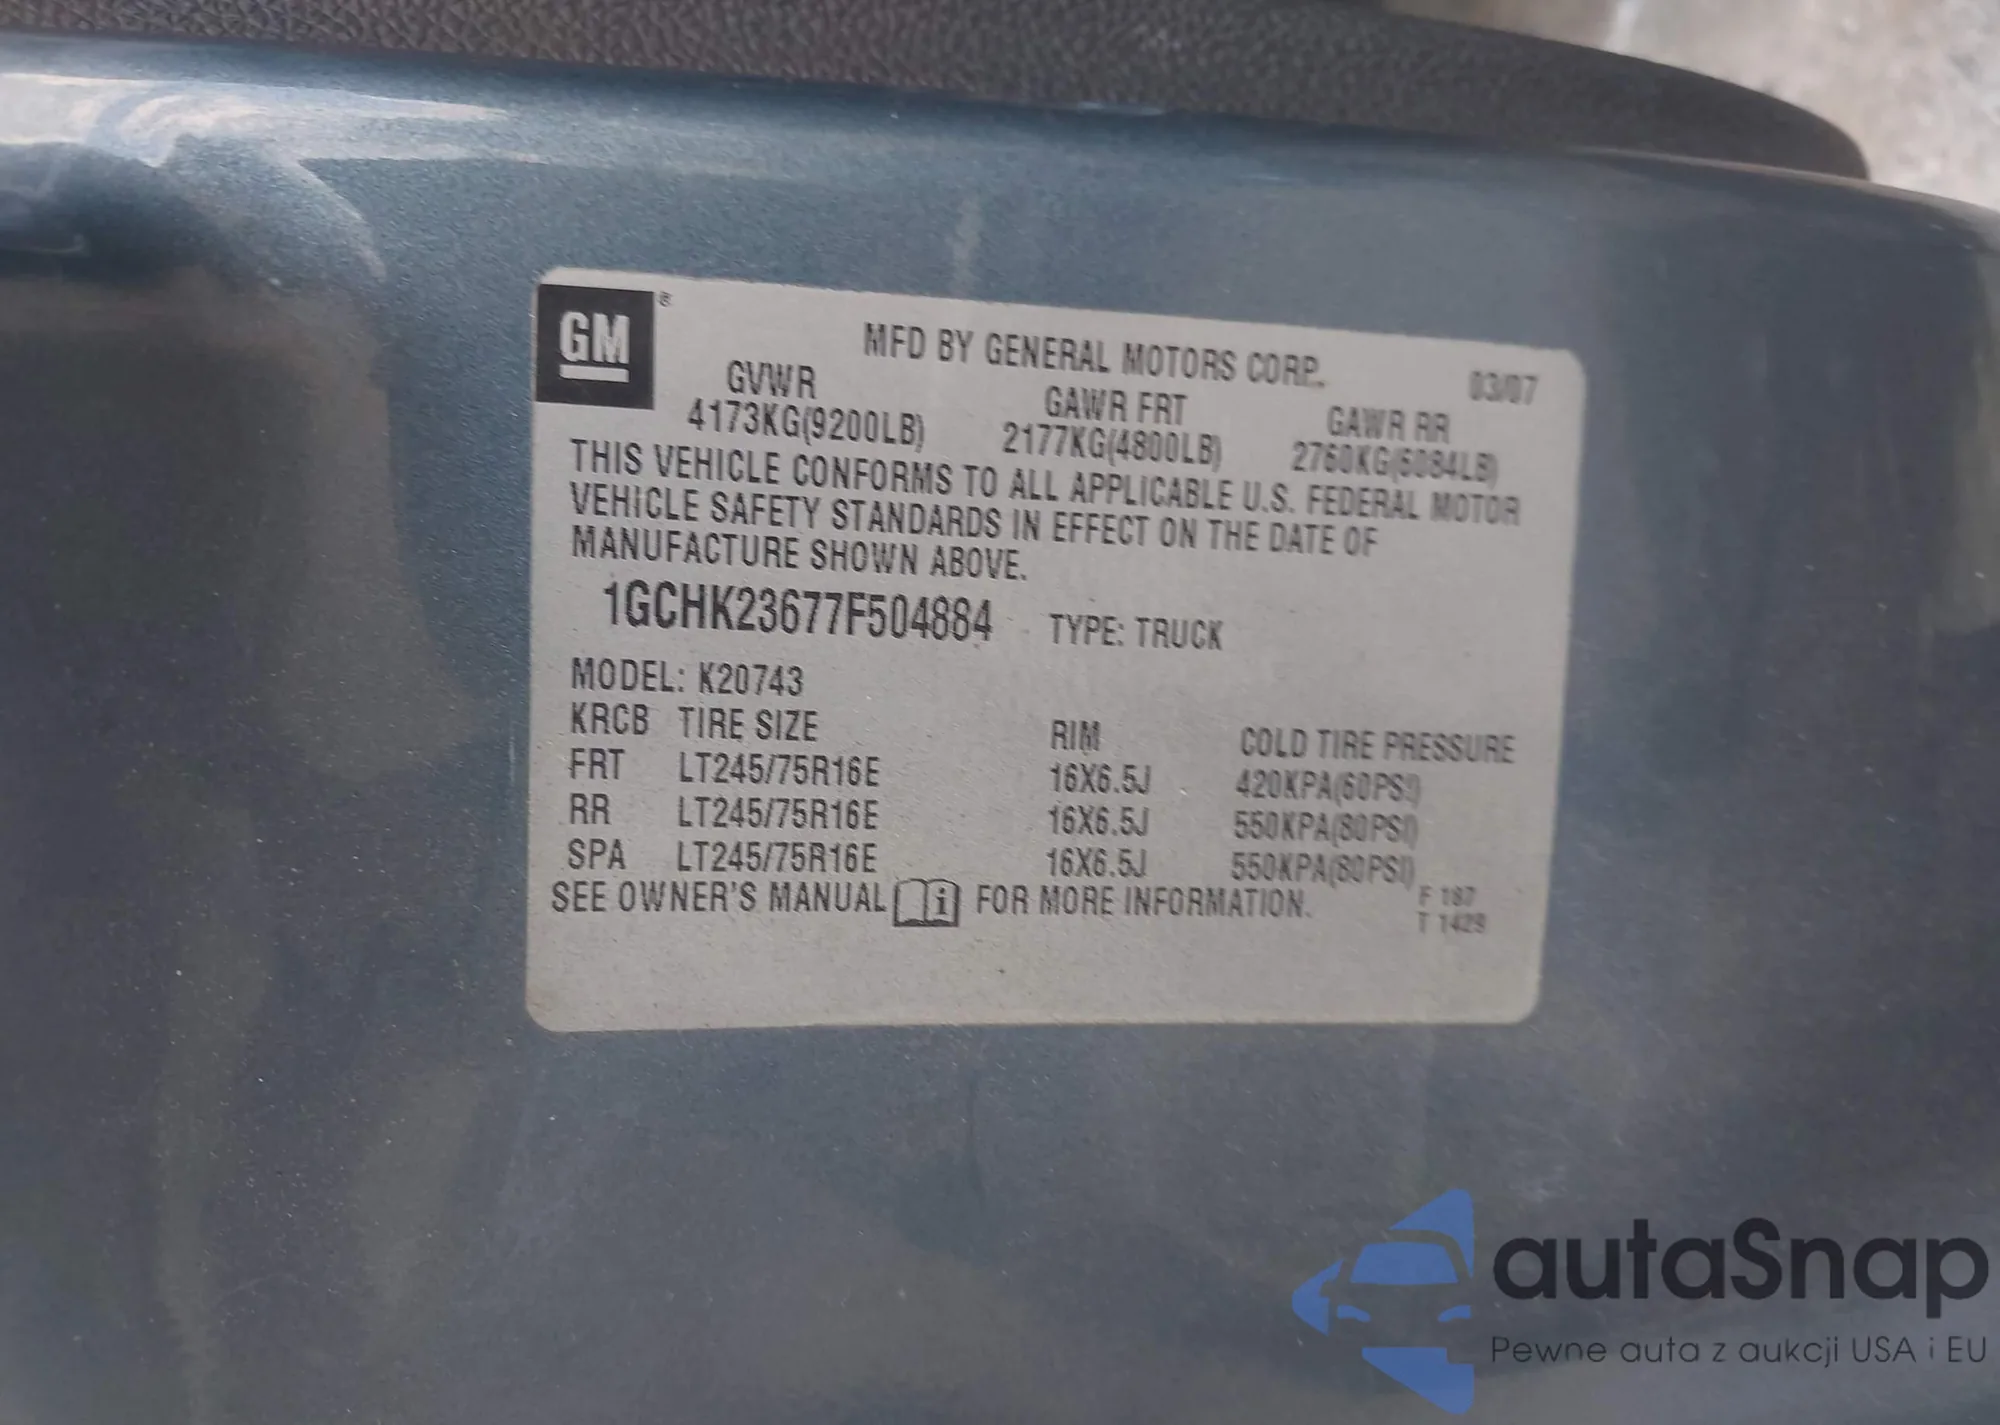 GM ®
MFD BY GENERAL MOTORS CORP. 03/07
GVWR GAWR FRT GAWR RR
4173KG(9200LB) 2177KG(4800LB) 2760KG(6084LB)
THIS VEHICLE CONFORMS TO ALL APPLICABLE U.S. FEDERAL MOTOR
VEHICLE SAFETY STANDARDS IN EFFECT ON THE DATE OF
MANUFACTURE SHOWN ABOVE.
1GCHK23677F504884 TYPE: TRUCK
MODEL: K20743
KRCB TIRE SIZE RIM COLD TIRE PRESSURE
FRT LT245/75R16E 16X6.5J 420KPA(60PSI)
RR LT245/75R16E 16X6.5J 550KPA(80PSI)
SPA LT245/75R16E 16X6.5J 550KPA(80PSI)
SEE OWNER'S MANUAL i FOR MORE INFORMATION.
F 187
T 1429
autaSnap
Pewne auta z aukcji USA i EU